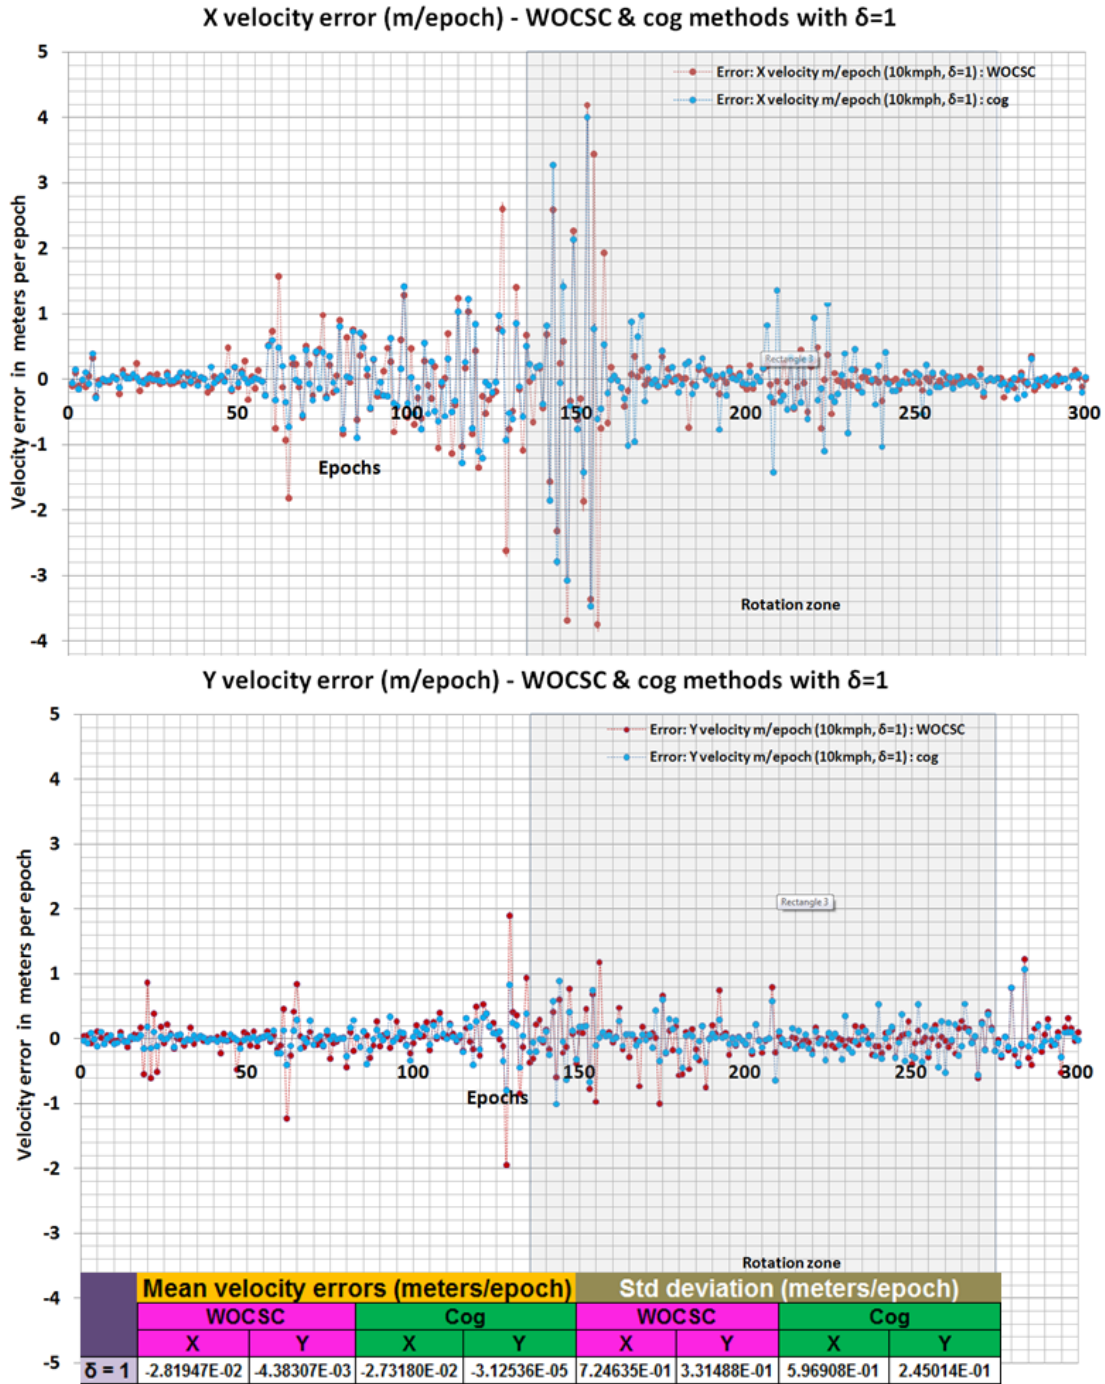 X velocity error (m/epoch) - WOCSC & cog methods with δ=1
5
4
3
2
1
0
-1
-2
-3
-4
Velocity error in meters per epoch
Error: X velocity m/epoch (10kmph, δ=1) : WOCSC
Error: X velocity m/epoch (10kmph, δ=1) : cog
Rectangle 3
0 50 100 150 200 250 300
Epochs
Rotation zone
Y velocity error (m/epoch) - WOCSC & cog methods with δ=1
5
4
3
2
1
0
-1
-2
-3
-4
-5
Velocity error in meters per epoch
Error: Y velocity m/epoch (10kmph, δ=1) : WOCSC
Error: Y velocity m/epoch (10kmph, δ=1) : cog
Rectangle 3
0 50 100 150 200 250 300
Epochs
Rotation zone
Mean velocity errors (meters/epoch) Std deviation (meters/epoch)
WOCSC Cog WOCSC Cog
X Y X Y X Y X Y
δ = 1 -2.81947E-02 -4.38307E-03 -2.73180E-02 -3.12536E-05 7.24635E-01 3.31488E-01 5.96908E-01 2.45014E-01